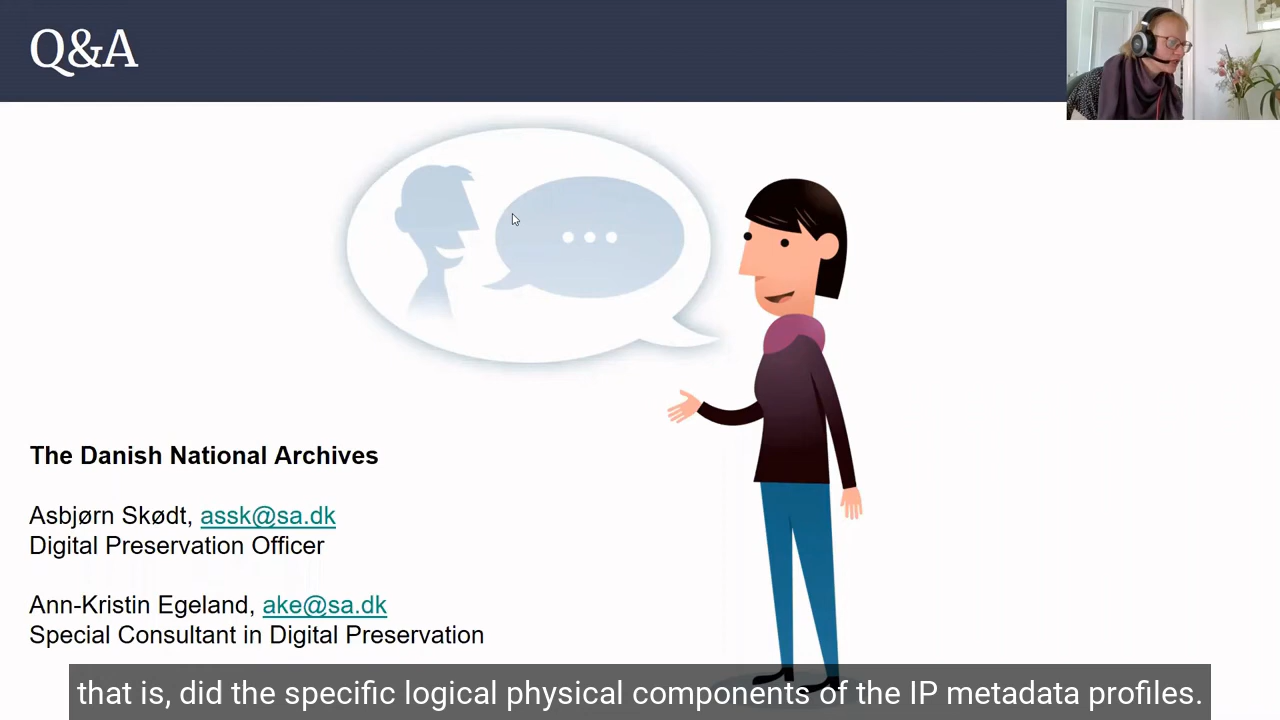 Q&A
The Danish National Archives
Asbjørn Skødt, assk@sa.dk
Digital Preservation Officer
Ann-Kristin Egeland, ake@sa.dk
Special Consultant in Digital Preservation
that is, did the specific logical physical components of the IP metadata profiles.